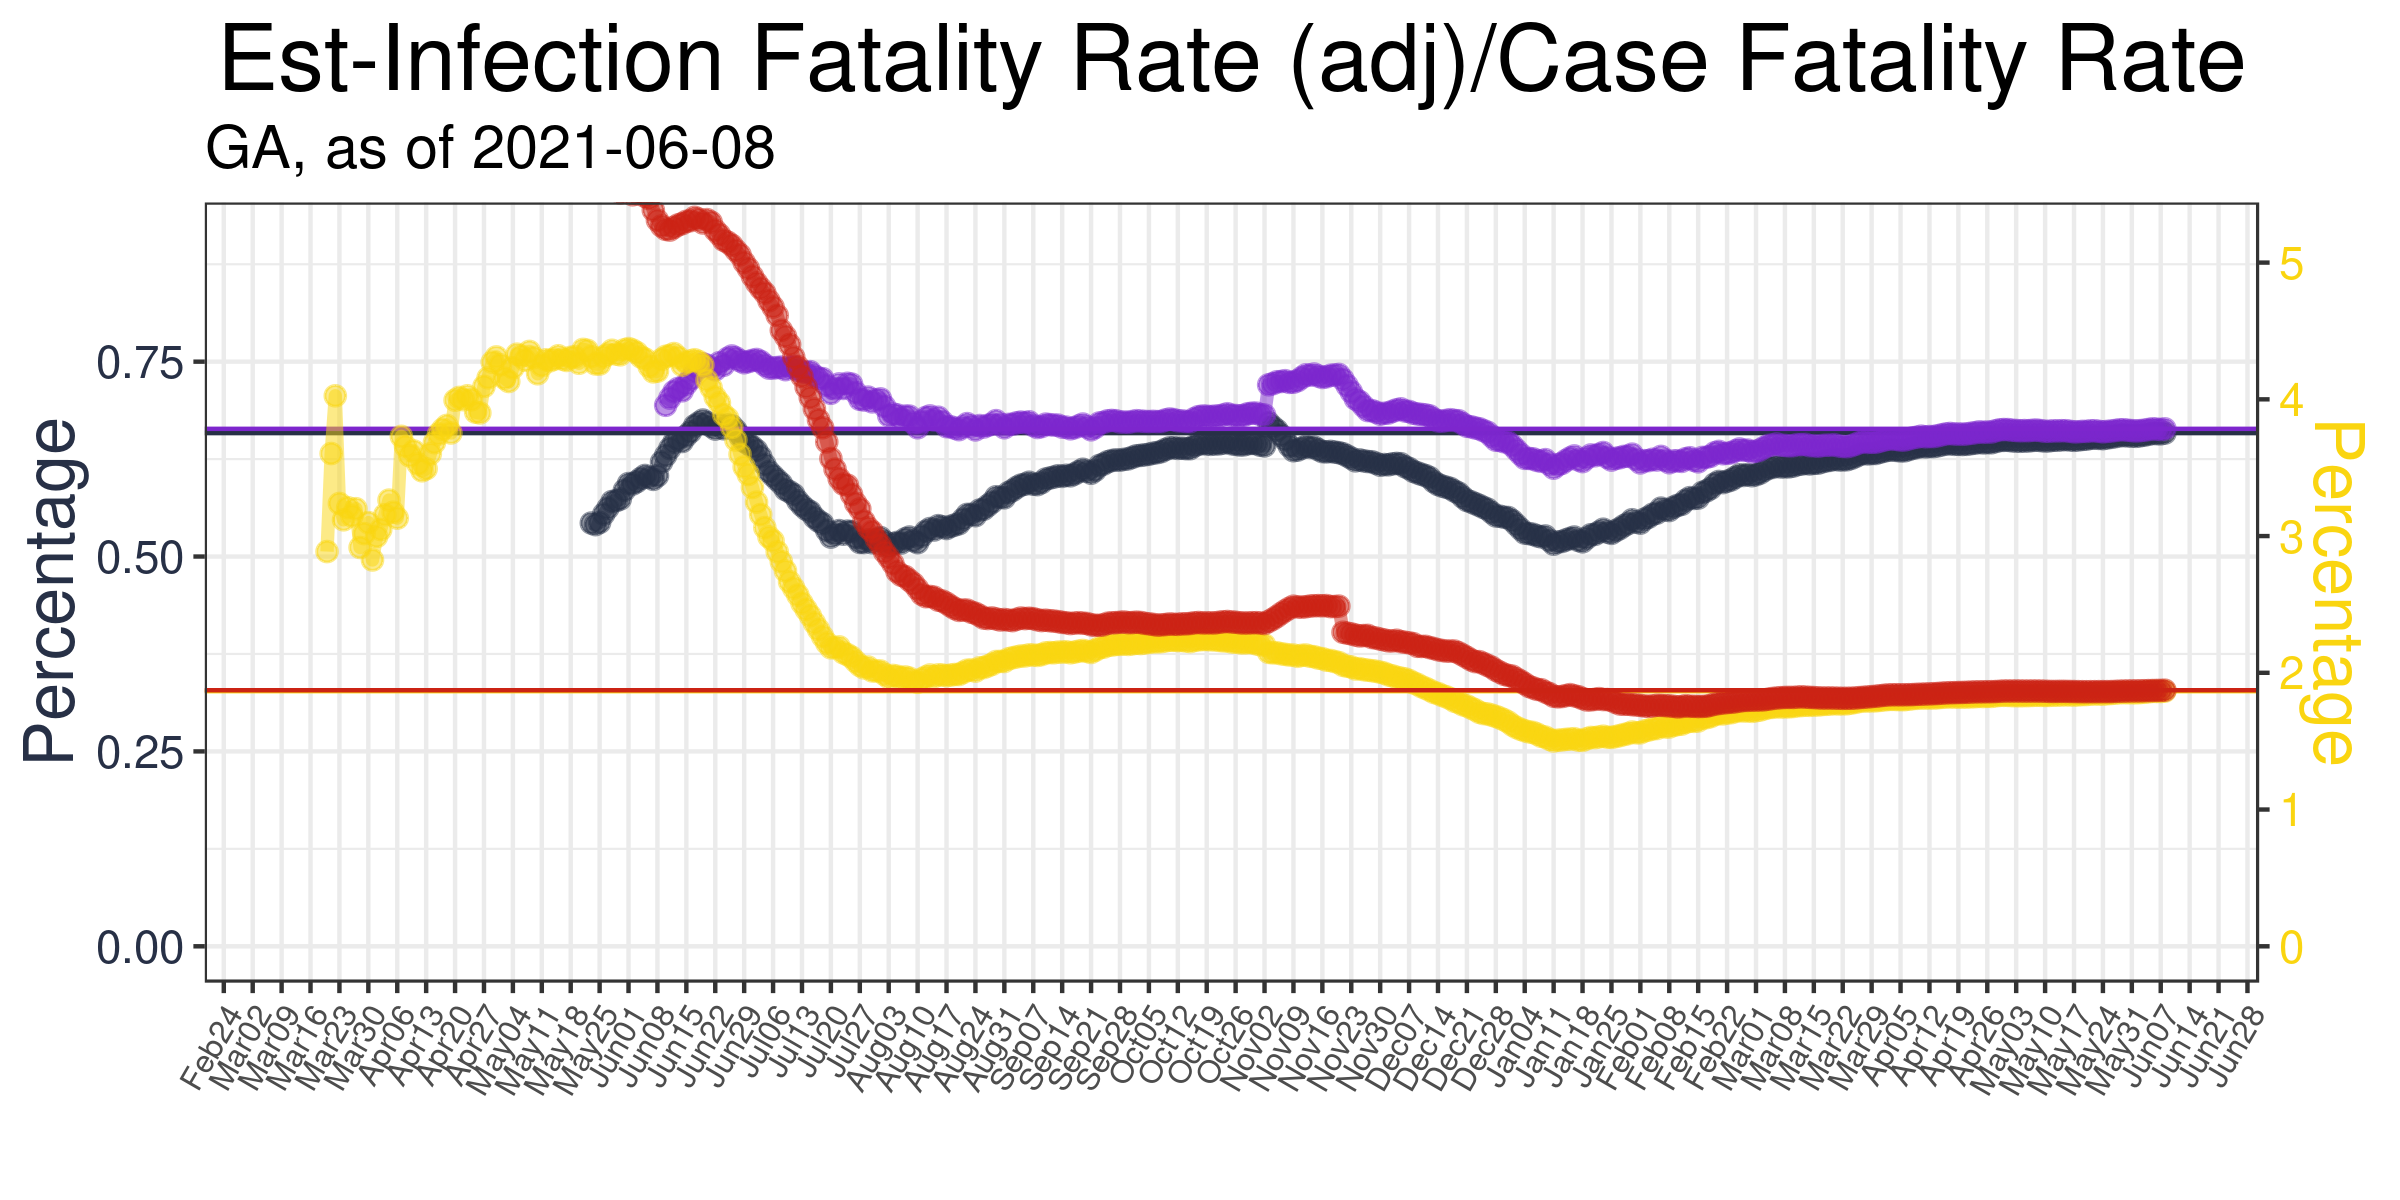 Est-Infection Fatality Rate (adj)/Case Fatality Rate
GA, as of 2021-06-08
Percentage
0.75
0.50
0.25
0.00
5
4
3
2
1
0
Percentage
Feb24
Mar02
Mar09
Mar16
Mar23
Mar30
Apr06
Apr13
Apr20
Apr27
May04
May11
May18
May25
Jun01
Jun08
Jun15
Jun22
Jun29
Jul06
Jul13
Jul20
Jul27
Aug03
Aug10
Aug17
Aug24
Aug31
Sep07
Sep14
Sep21
Sep28
Oct05
Oct12
Oct19
Oct26
Nov02
Nov09
Nov16
Nov23
Nov30
Dec07
Dec14
Dec21
Dec28
Jan04
Jan11
Jan18
Jan25
Feb01
Feb08
Feb15
Feb22
Mar01
Mar08
Mar15
Mar22
Mar29
Apr05
Apr12
Apr19
Apr26
May03
May10
May17
May24
May31
Jun07
Jun14
Jun21
Jun28